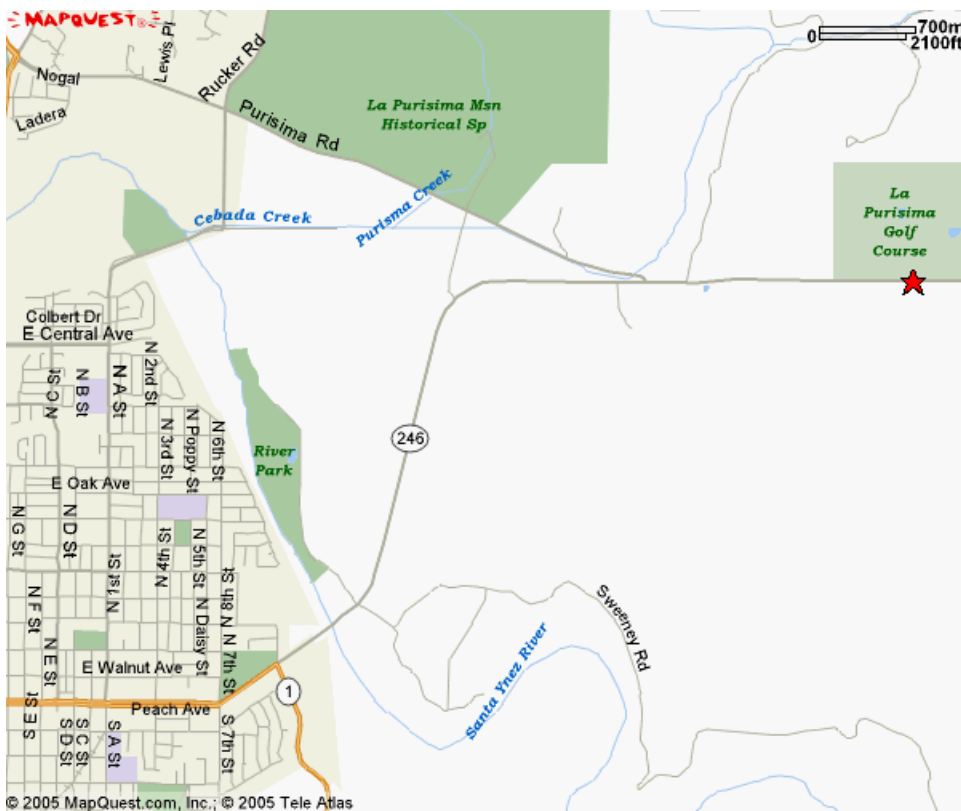 MAPQUEST®
0 700m
2100ft
Lewis Pl
Rucker Rd
Nogal
Ladera
Purisima Rd
La Purisima Msn
Historical Sp
La
Purisima
Golf
Course
Cebada Creek
Purisma Creek
Colbert Dr
E Central Ave
N 2nd St
N C St
N B St
N A St
N 3rd St
N Poppy St
N 6th St
246
River
Park
E Oak Ave
N G St
N D St
N 1st St
N 4th St
N 5th St
N 8th St
N F St
N E St
N Daisy St
N 7th St
Sweeney Rd
E Walnut Ave
1
Santa Ynez River
Peach Ave
S E St
S D St
S C St
S A St
S 7th St
© 2005 MapQuest.com, Inc.; © 2005 Tele Atlas